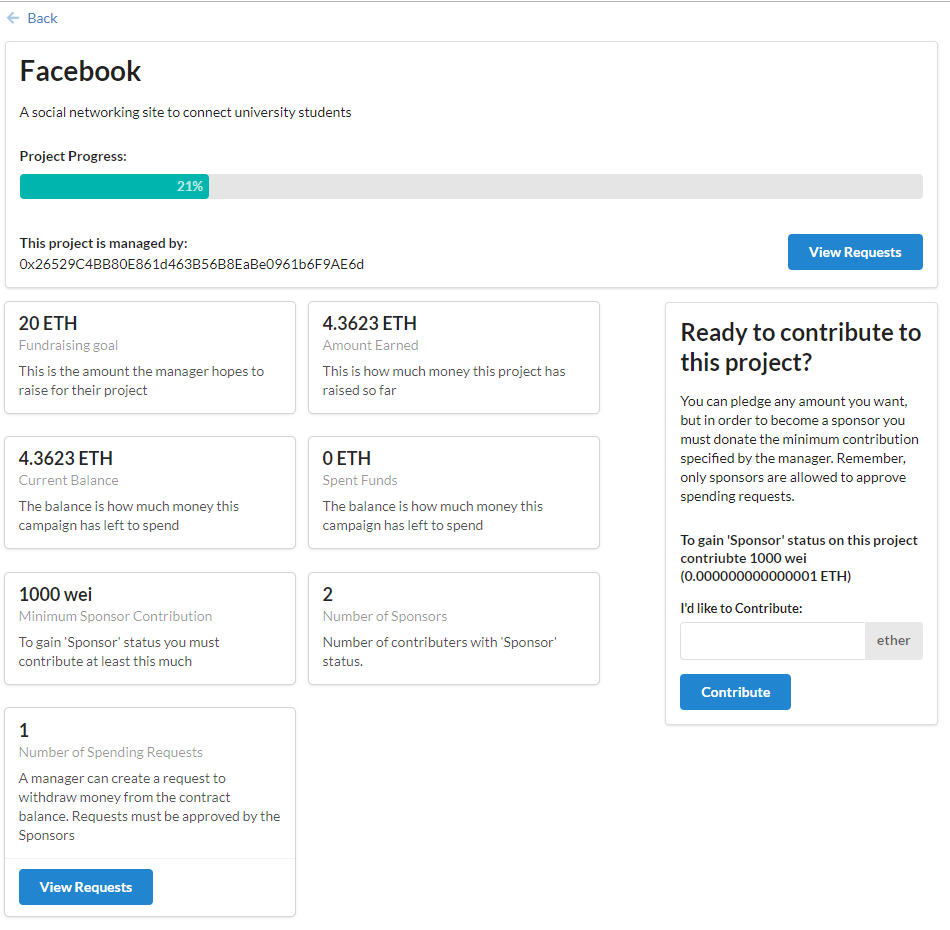 Back
Facebook
A social networking site to connect university students
Project Progress:
21%
This project is managed by:
0x26529C4BB80E861d463B56B8EaBe0961b6F9AE6d
View Requests
20 ETH
Fundraising goal
This is the amount the manager hopes to
raise for their project
4.3623 ETH
Amount Earned
This is how much money this project has
raised so far
4.3623 ETH
Current Balance
The balance is how much money this
campaign has left to spend
0 ETH
Spent Funds
The balance is how much money this
campaign has left to spend
1000 wei
Minimum Sponsor Contribution
To gain 'Sponsor' status you must
contribute at least this much
2
Number of Sponsors
Number of contributers with 'Sponsor'
status.
1
Number of Spending Requests
A manager can create a request to
withdraw money from the contract
balance. Requests must be approved by the
Sponsors
View Requests
Ready to contribute to
this project?
You can pledge any amount you want,
but in order to become a sponsor you
must donate the minimum contribution
specified by the manager. Remember,
only sponsors are allowed to approve
spending requests.
To gain 'Sponsor' status on this project
contriubte 1000 wei
(0.000000000000001 ETH)
I'd like to Contribute:
ether
Contribute